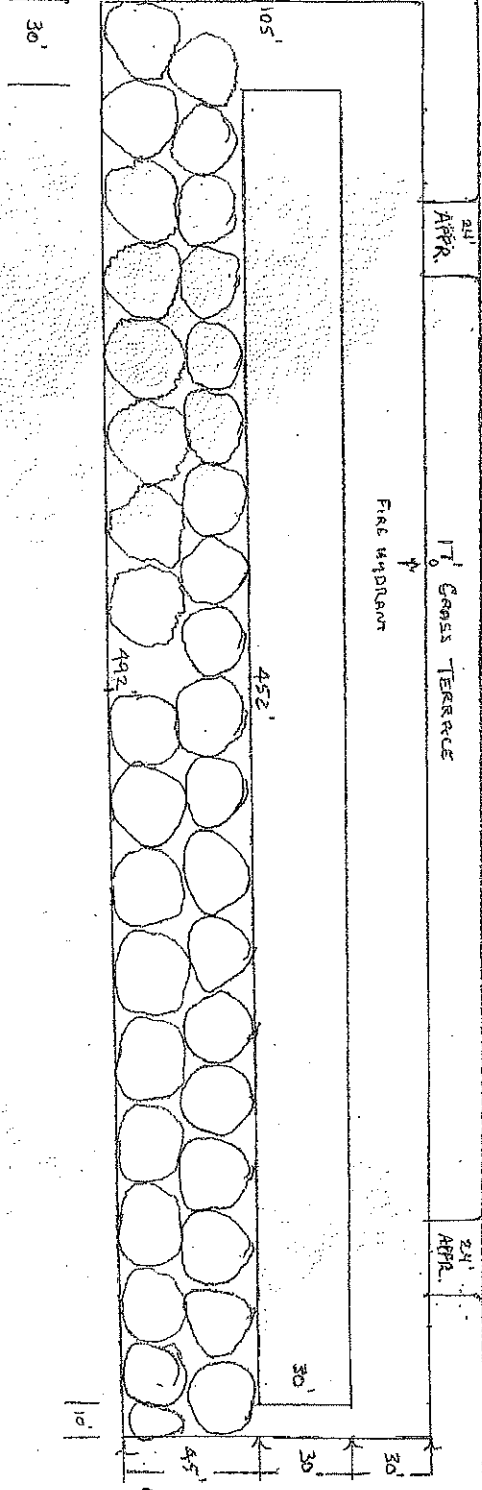 30'
105'
24'
APPR.
17' GRASS TERRACE
FIRE HYDRANT
452'
492'
24'
APPR.
30'
10'
45'
30
30'